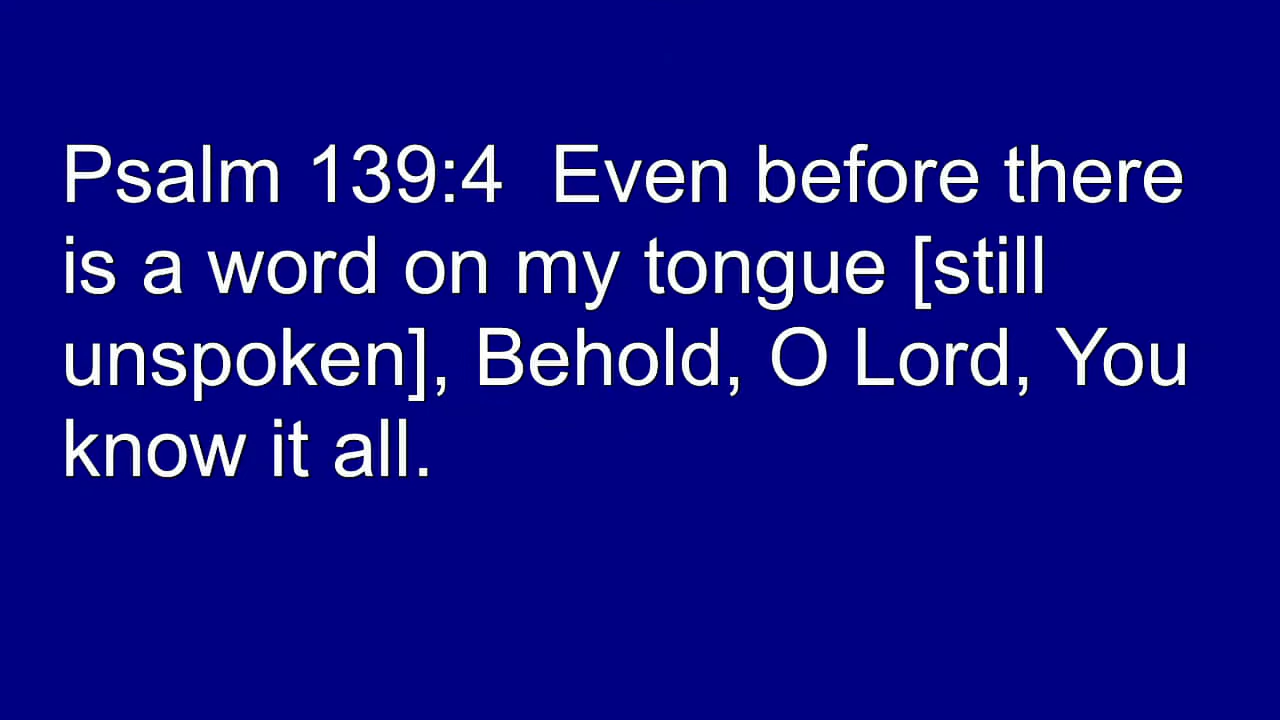 Psalm 139:4  Even before there
is a word on my tongue [still
unspoken], Behold, O Lord, You
know it all.